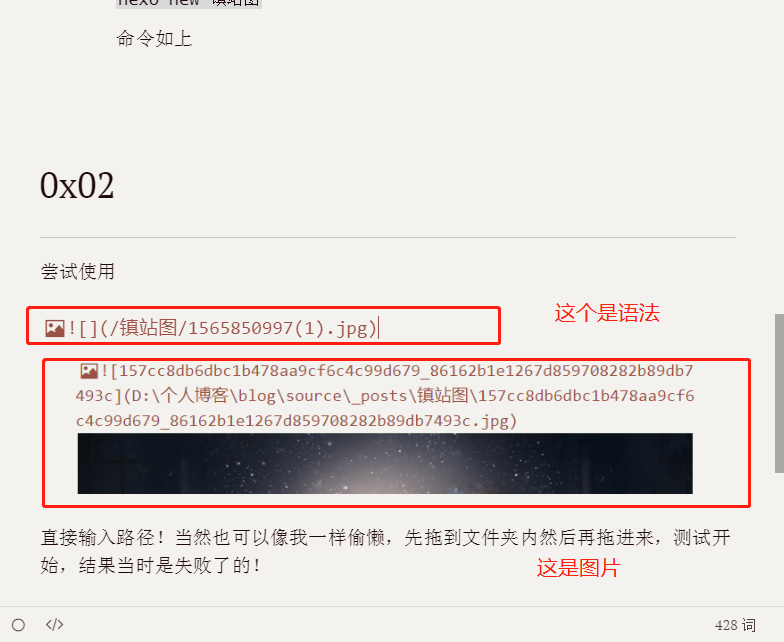 hexo new 镇站图
命令如上
0x02
尝试使用
![](/镇站图/1565850997(1).jpg)
这个是语法
![157cc8db6dbc1b478aa9cf6c4c99d679_86162b1e1267d859708282b89db7
493c](D:\个人博客\blog\source\_posts\镇站图\157cc8db6dbc1b478aa9cf6
c4c99d679_86162b1e1267d859708282b89db7493c.jpg)
直接输入路径！当然也可以像我一样偷懒，先拖到文件夹内然后再拖进来，测试开
始，结果当时是失败了的！
这是图片
</> 428 词